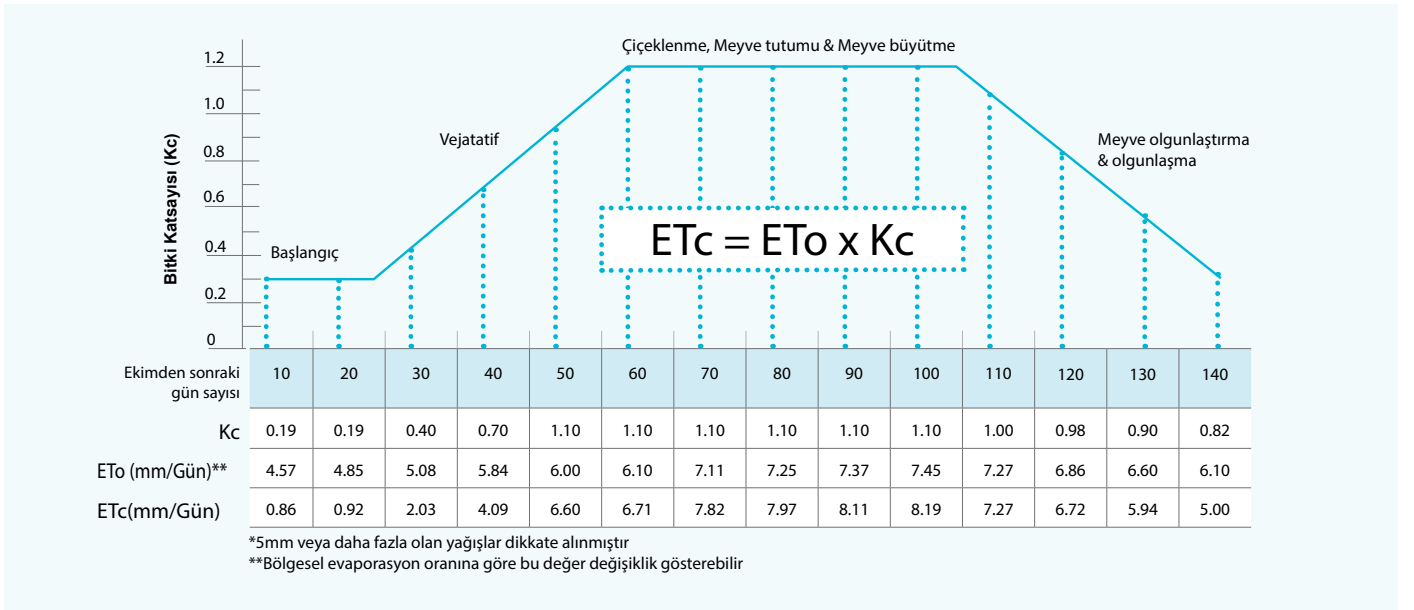 Çiçeklenme, Meyve tutumu & Meyve büyütme
1.2
1.0
Vejatatif
Meyve olgunlaştırma
& olgunlaşma
0.8
Bitki Katsayısı (Kc)
0.6
ETc = ETo x Kc
0.4
Başlangıç
0.2
0
Ekimden sonraki
gün sayısı
10 20 30 40 50 60 70 80 90 100 110 120 130 140
Kc 0.19 0.19 0.40 0.70 1.10 1.10 1.10 1.10 1.10 1.10 1.00 0.98 0.90 0.82
ETo (mm/Gün)** 4.57 4.85 5.08 5.84 6.00 6.10 7.11 7.25 7.37 7.45 7.27 6.86 6.60 6.10
ETc(mm/Gün) 0.86 0.92 2.03 4.09 6.60 6.71 7.82 7.97 8.11 8.19 7.27 6.72 5.94 5.00
*5mm veya daha fazla olan yağışlar dikkate alınmıştır
**Bölgesel evaporasyon oranına göre bu değer değişiklik gösterebilir